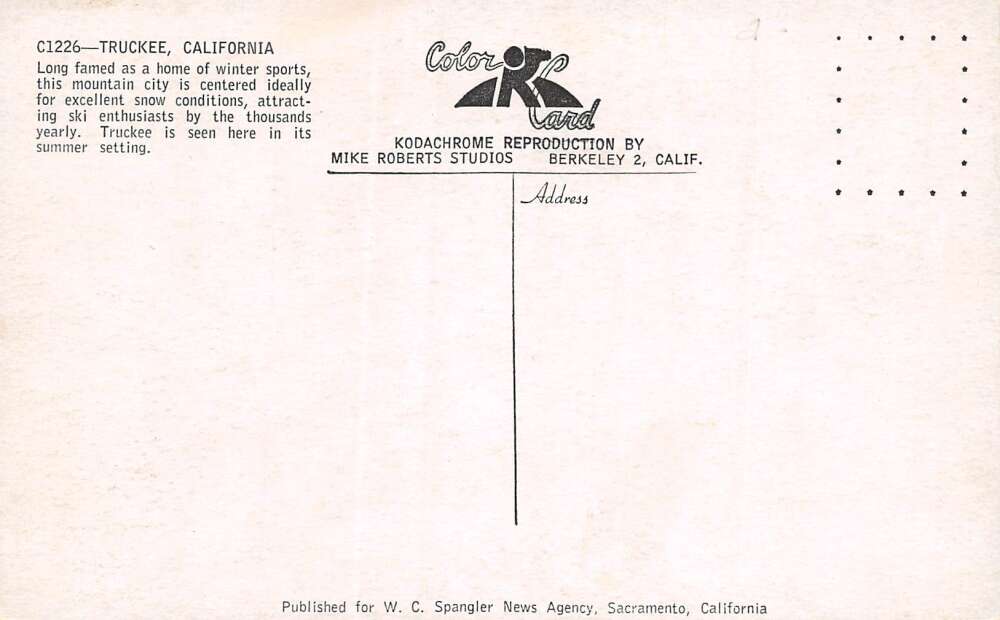 C1226—TRUCKEE, CALIFORNIA
Long famed as a home of winter sports,
this mountain city is centered ideally
for excellent snow conditions, attract-
ing ski enthusiasts by the thousands
yearly. Truckee is seen here in its
summer setting.
Color
Card
KODACHROME REPRODUCTION BY
MIKE ROBERTS STUDIOS BERKELEY 2, CALIF.
Address
Published for W. C. Spangler News Agency, Sacramento, California